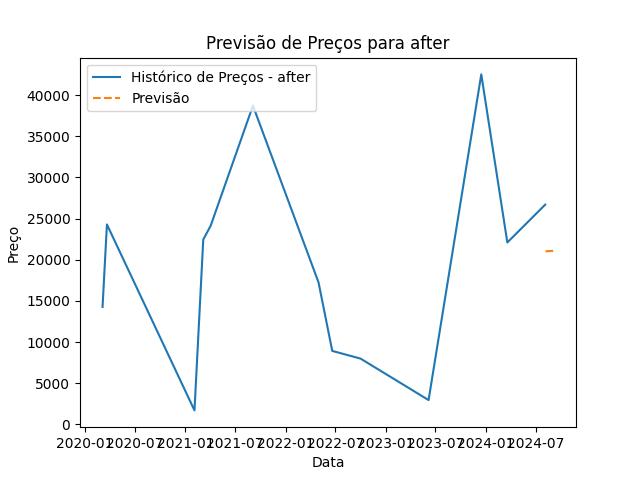 Previsão de Preços para after
Histórico de Preços - after
Previsão
40000
35000
30000
25000
20000
15000
10000
5000
0
Preço
2020-01 2020-07 2021-01 2021-07 2022-01 2022-07 2023-01 2023-07 2024-01 2024-07
Data